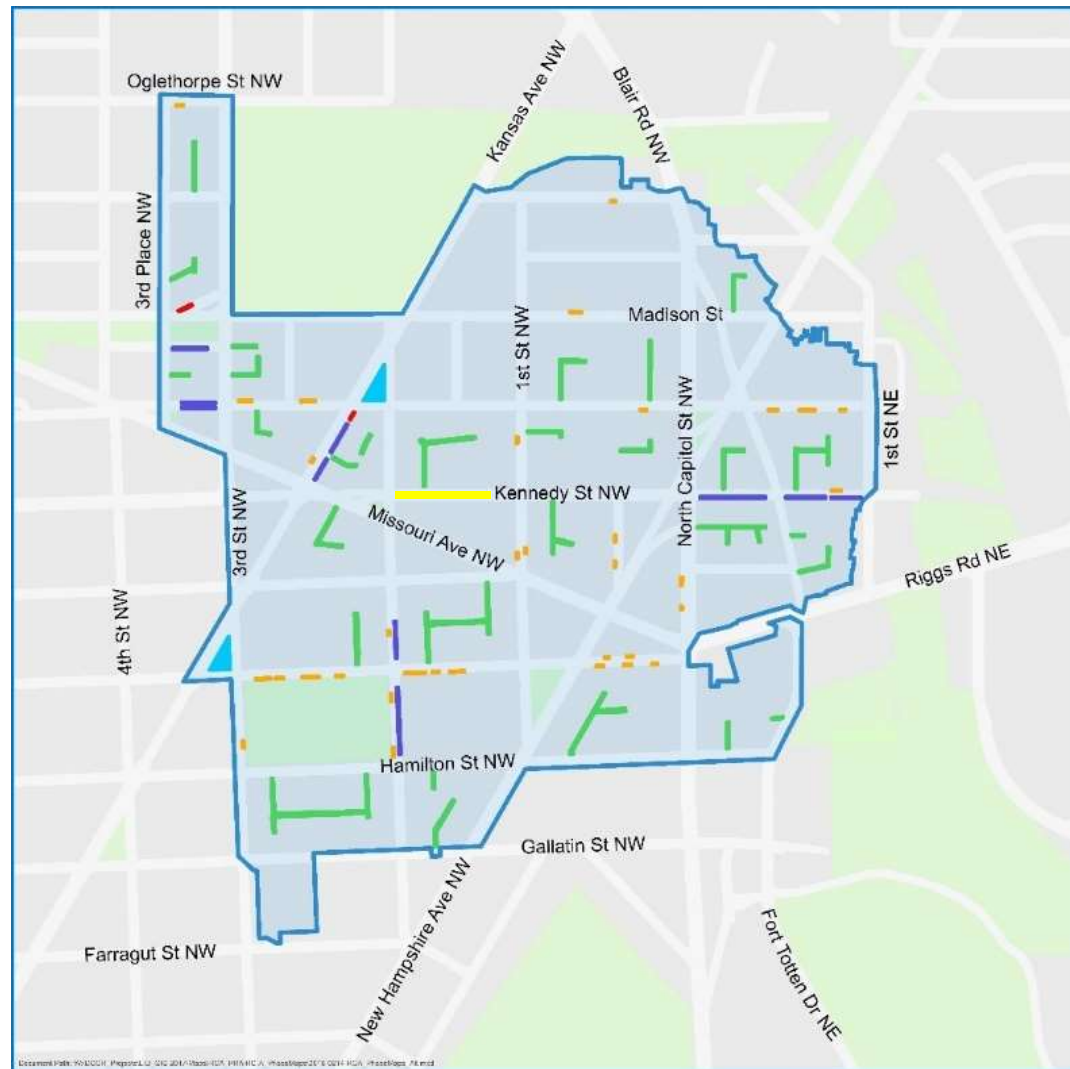 Oglethorpe St NW
Kansas Ave NW
Blair Rd NW
3rd Place NW
Madison St
1st St NW
North Capitol St NW
1st St NE
Kennedy St NW
Missouri Ave NW
3rd St NW
4th St NW
Riggs Rd NE
Hamilton St NW
Gallatin St NW
New Hampshire Ave NW
Farragut St NW
Fort Totten Dr NE